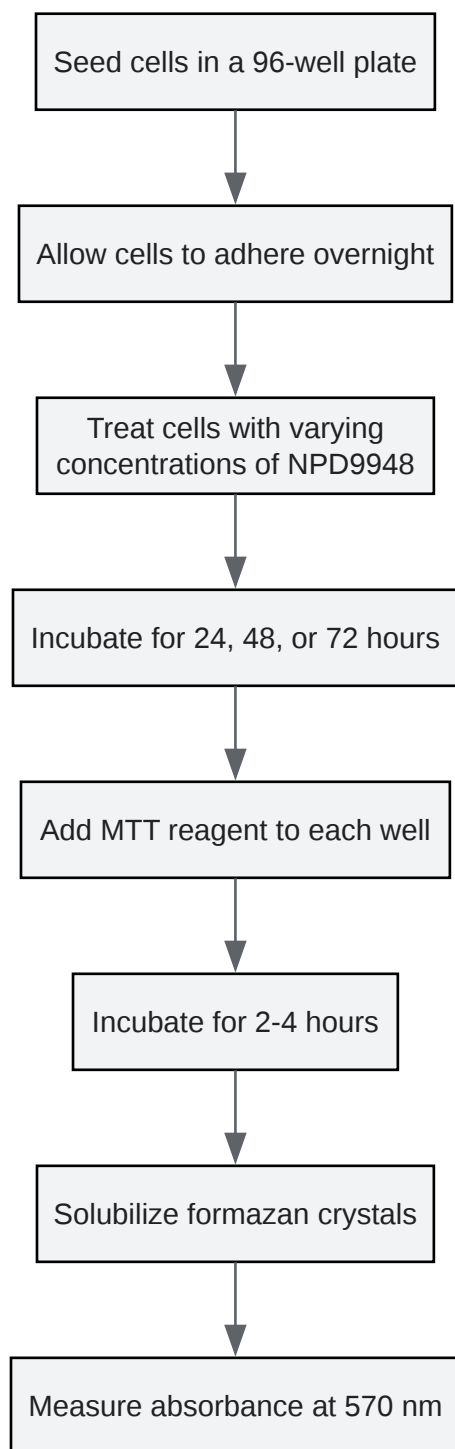 Seed cells in a 96-well plate
Allow cells to adhere overnight
Treat cells with varying
concentrations of NPD9948
Incubate for 24, 48, or 72 hours
Add MTT reagent to each well
Incubate for 2-4 hours
Solubilize formazan crystals
Measure absorbance at 570 nm